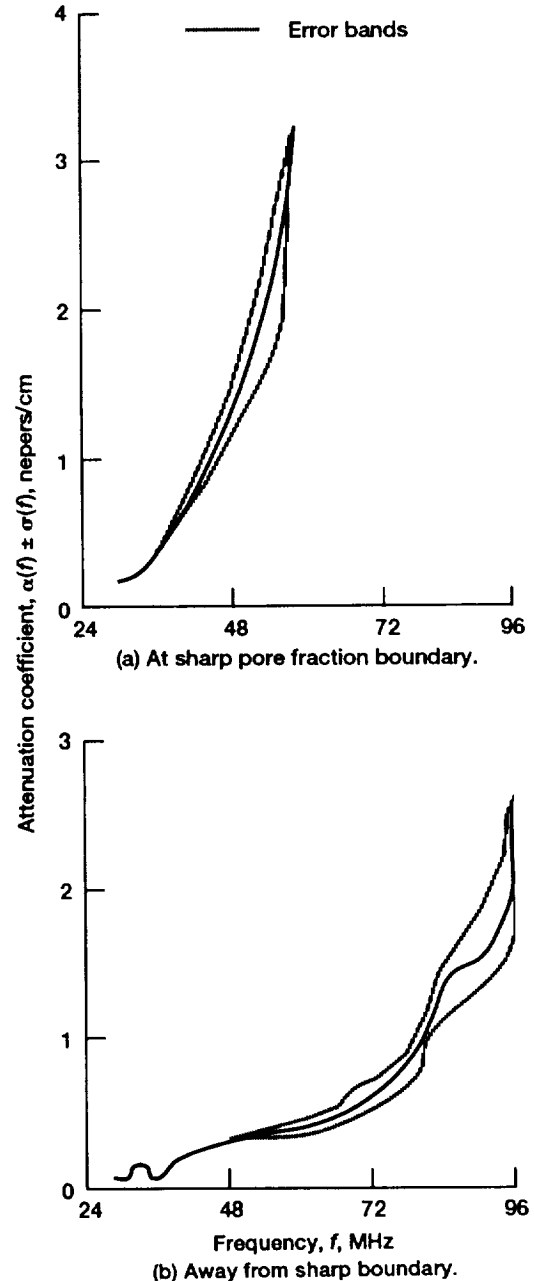 4
Error bands
3
2
1
0
24 48 72 96
(a) At sharp pore fraction boundary.
Attenuation coefficient, α(f) ± σ(f), nepers/cm
3
2
1
0
24 48 72 96
Frequency, f, MHz
(b) Away from sharp boundary.